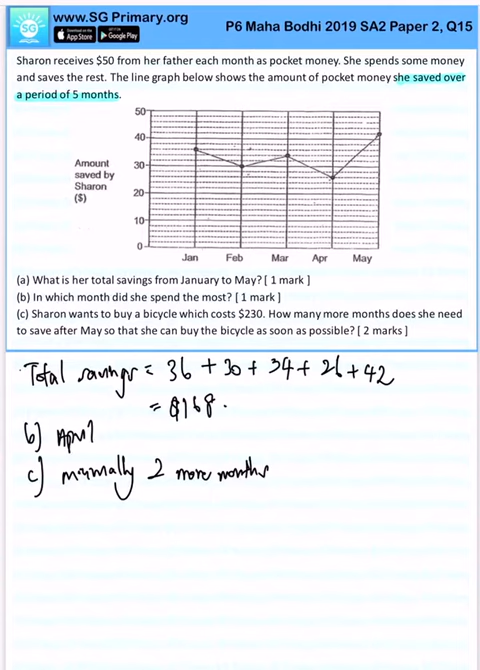 www.SG Primary.org
P6 Maha Bodhi 2019 SA2 Paper 2, Q15
SG
Download on the App Store
Google Play
Sharon receives $50 from her father each month as pocket money. She spends some money
and saves the rest. The line graph below shows the amount of pocket money she saved over
a period of 5 months.
50
40
Amount
saved by
Sharon
($)
30
20
10
0
Jan Feb Mar Apr May
(a) What is her total savings from January to May? [ 1 mark ]
(b) In which month did she spend the most? [ 1 mark ]
(c) Sharon wants to buy a bicycle which costs $230. How many more months does she need
to save after May so that she can buy the bicycle as soon as possible? [ 2 marks ]
Total savings = 36 + 30 + 34 + 26 + 42
= $168.
b) April
c) minimally 2 more months